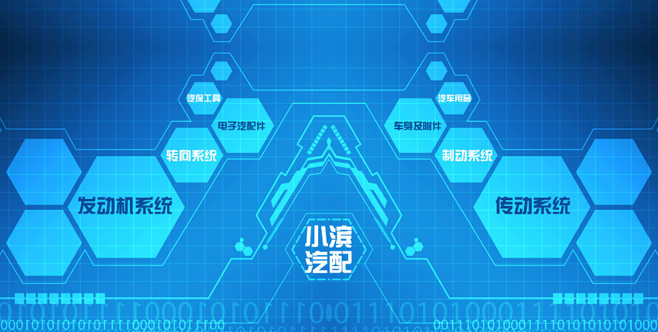 汽保工具
汽车用品
电子汽配件
车身及附件
转向系统
制动系统
发动机系统
传动系统
小滨
汽配